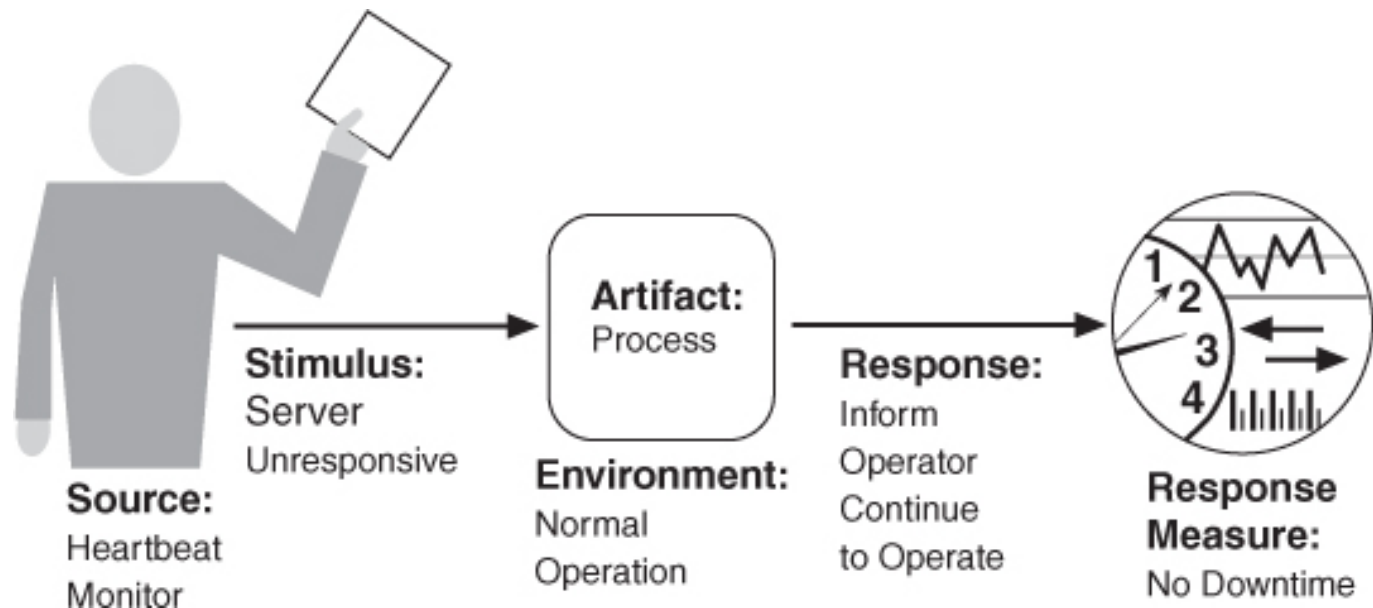 Source:
Heartbeat
Monitor
Stimulus:
Server
Unresponsive
Artifact:
Process
Environment:
Normal
Operation
Response:
Inform
Operator
Continue
to Operate
1
2
3
4
Response
Measure:
No Downtime